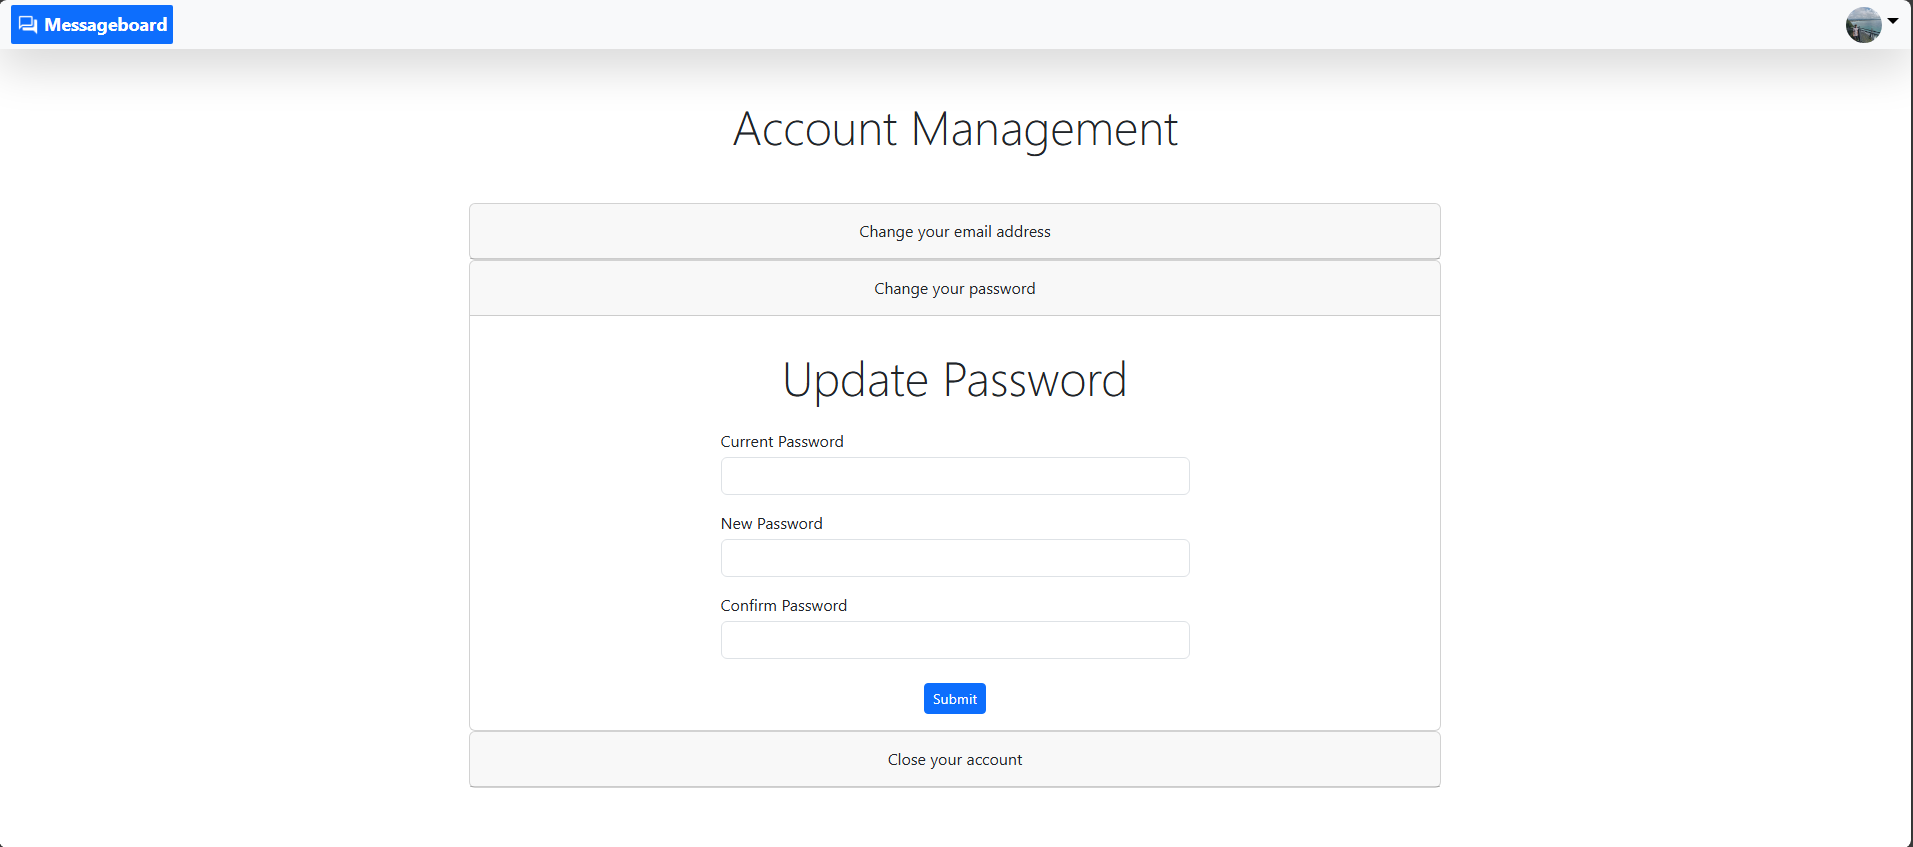 Messageboard
Account Management
Change your email address
Change your password
Update Password
Current Password
New Password
Confirm Password
Submit
Close your account